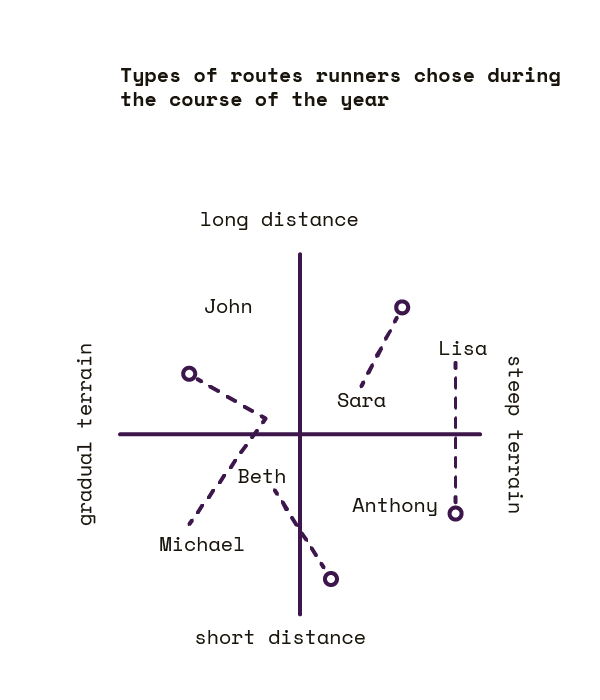 Types of routes runners chose during
the course of the year
long distance
John
Lisa
Sara
gradual terrain
steep terrain
Beth
Anthony
Michael
short distance